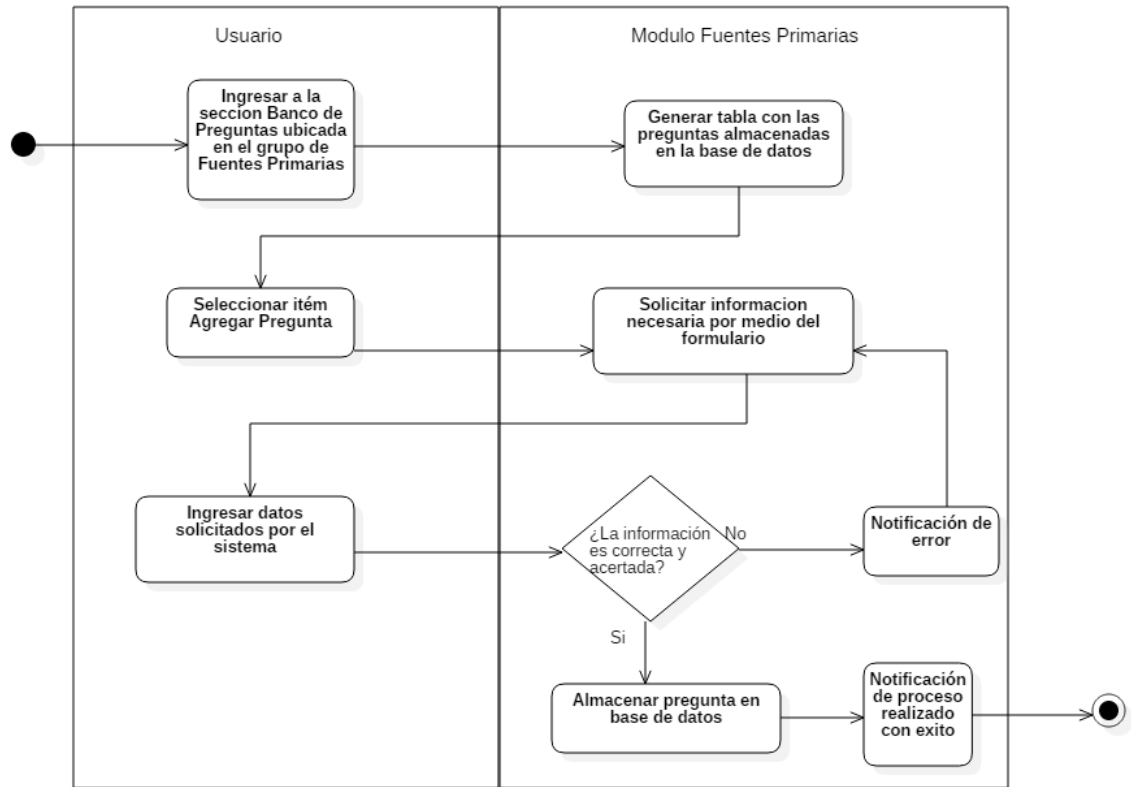 Usuario
Modulo Fuentes Primarias
Ingresar a la
seccion Banco de
Preguntas ubicada
en el grupo de
Fuentes Primarias
Generar tabla con las
preguntas almacenadas
en la base de datos
Seleccionar itém
Agregar Pregunta
Solicitar informacion
necesaria por medio del
formulario
Ingresar datos
solicitados por el
sistema
¿La información
es correcta y
acertada?
No
Notificación de
error
Si
Almacenar pregunta en
base de datos
Notificación
de proceso
realizado
con exito